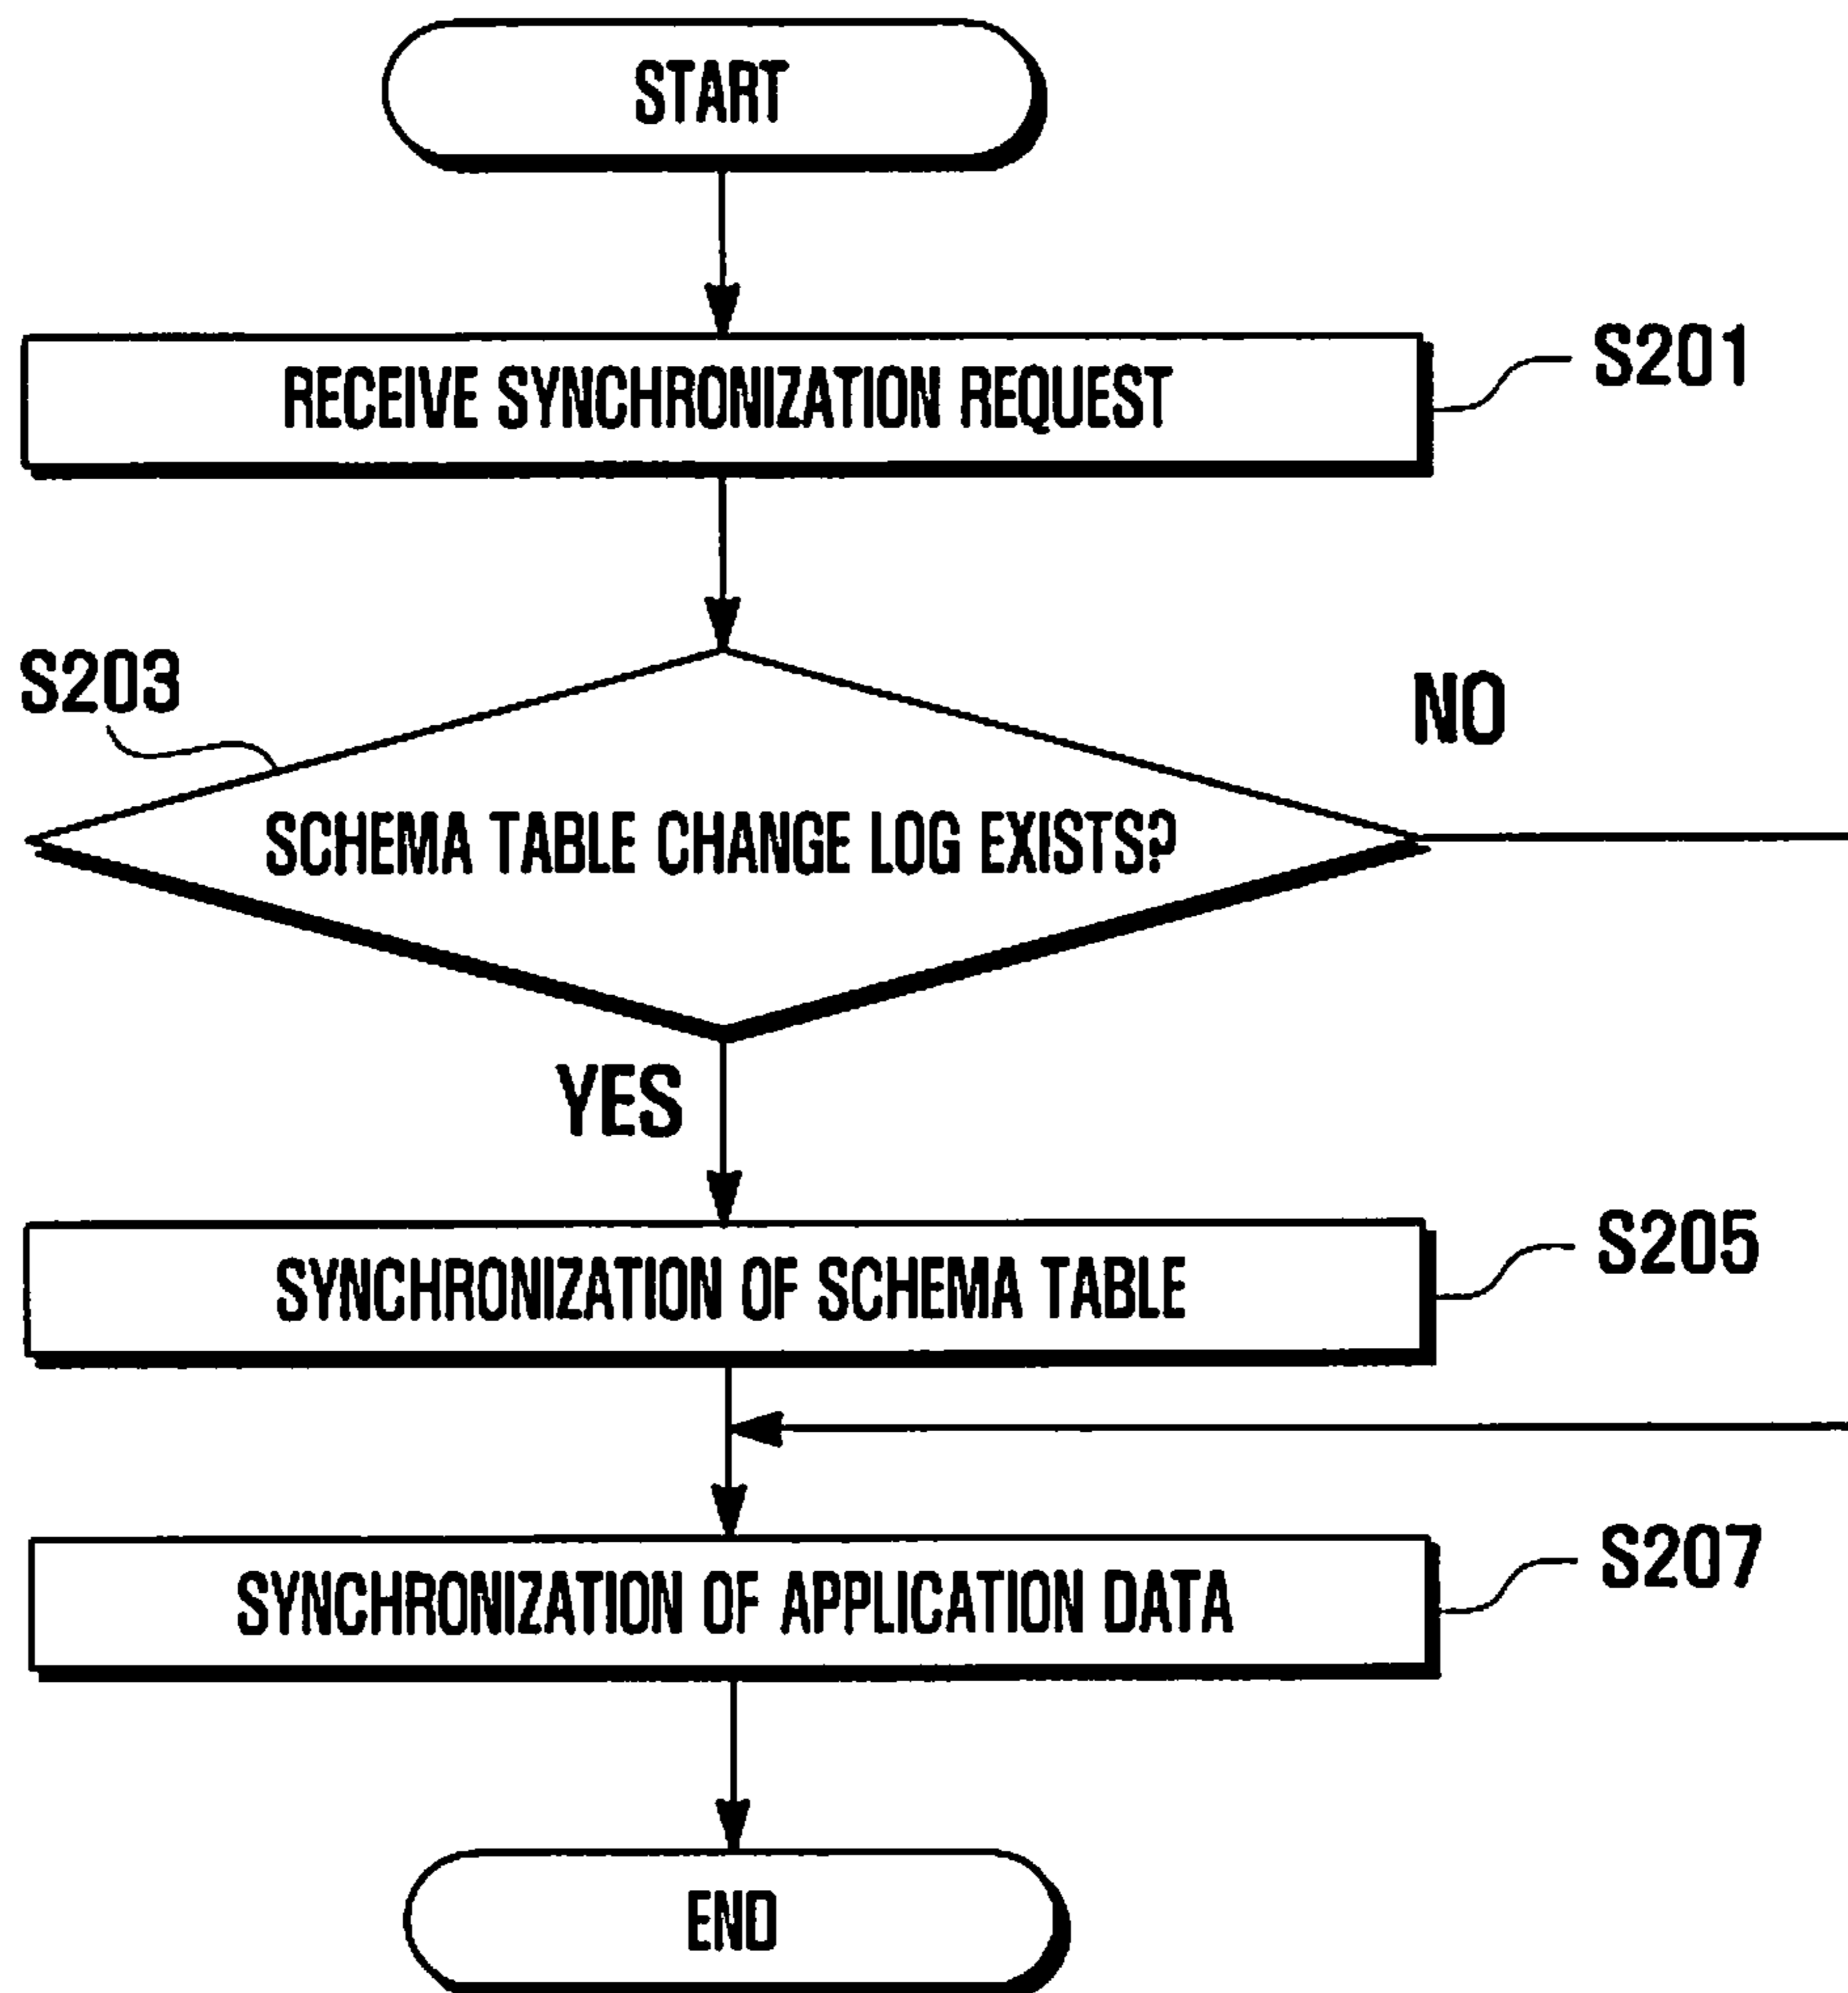 START
RECEIVE SYNCHRONIZATION REQUEST
S201
S203
NO
SCHEMA TABLE CHANGE LOG EXISTS?
YES
SYNCHRONIZATION OF SCHEMA TABLE
S205
SYNCHRONIZATION OF APPLICATION DATA
S207
END